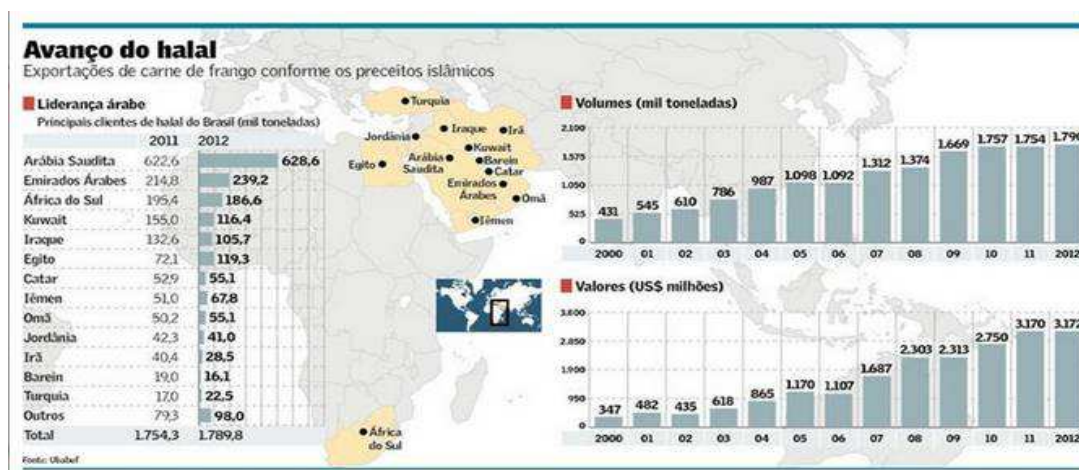 Avanço do halal
Exportações de carne de frango conforme os preceitos islâmicos
Liderança árabe
Principais clientes de halal do Brasil (mil toneladas)
2011 2012
Arábia Saudita 622,6 628,6
Emirados Árabes 214,8 239,2
África do Sul 195,4 186,6
Kuwait 155,0 116,4
Iraque 132,6 105,7
Egito 72,1 119,3
Catar 52,9 55,1
Iêmen 51,0 67,8
Omã 50,2 55,1
Jordânia 42,3 41,0
Irã 40,4 28,5
Barein 19,0 16,1
Turquia 17,0 22,5
Outros 79,3 98,0
Total 1.754,3 1.789,8
Fonte: Ubabef
Turquia
Jordânia
Iraque
Irã
Kuwait
Egito
Arábia
Saudita
Barein
Catar
Emirados
Árabes
Omã
Iêmen
África
do Sul
Volumes (mil toneladas)
2.100
1.575
1.050
525
0
431 545 610 786 987 1.098 1.092 1.312 1.374 1.669 1.757 1.754
2000 01 02 03 04 05 06 07 08 09 10 11 2012
Valores (US$ milhões)
3.800
2.850
1.900
950
0
347 482 435 618 865 1.170 1.107 1.687 2.303 2.313 2.750 3.170 3.172
2000 01 02 03 04 05 06 07 08 09 10 11 2012